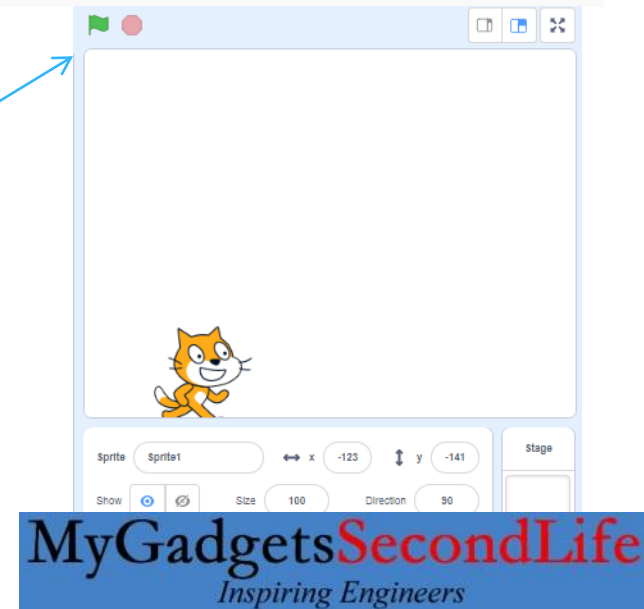 Sprite Sprite1 x -123 y -141 Stage
Show Size 100 Direction 90
MyGadgetsSecondLife
Inspiring Engineers